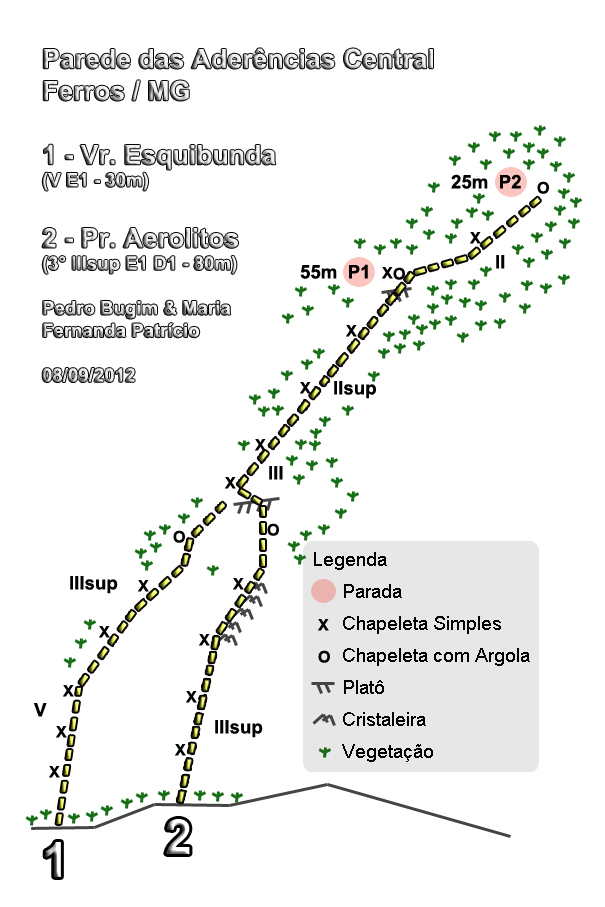 Parede das Aderências Central
Ferros / MG
1 - Vr. Esquibunda
(V E1 - 30m)
2 - Pr. Aerolitos
(3° IIIsup E1 D1 - 80m)
Pedro Bugim & Maria
Fernanda Patrício
08/09/2012
25m P2 O
X
II
55m P1 XO
X
X
IIsup
X
X
III
O
O
IIIsup
X
X
X
X
X
V
X
X
IIIsup
X
X
1
2
Legenda
Parada
X Chapeleta Simples
O Chapeleta com Argola
Platô
Cristaleira
Vegetação